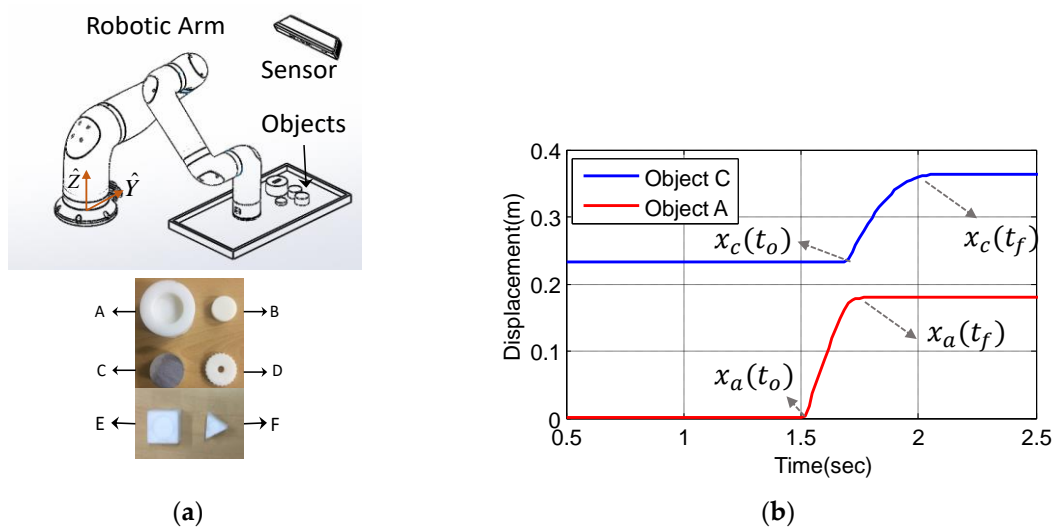 Robotic Arm
Sensor
Objects
Ẑ
Ŷ
A
B
C
D
E
F
(a)
0.4
0.3
0.2
0.1
0
Displacement(m)
Object C
Object A
x_c(t_o)
x_c(t_f)
x_a(t_f)
x_a(t_o)
0.5 1 1.5 2 2.5
Time(sec)
(b)